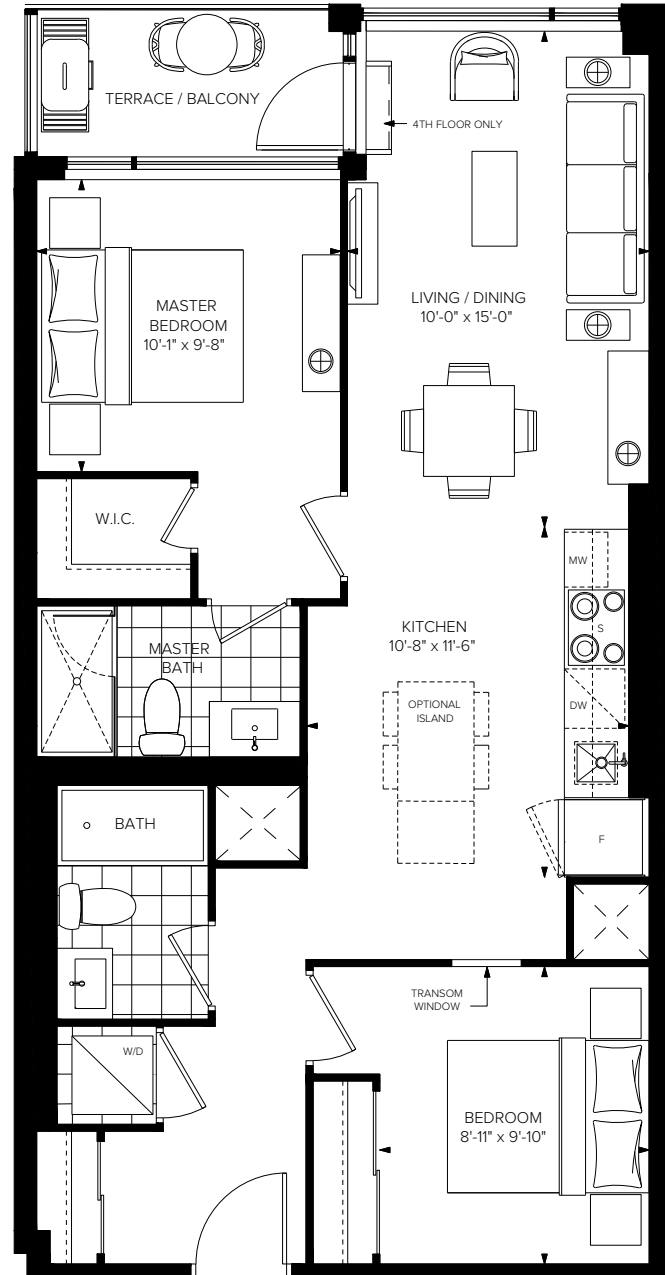 TERRACE / BALCONY
4TH FLOOR ONLY
MASTER
BEDROOM
10'-1" x 9'-8"
LIVING / DINING
10'-0" x 15'-0"
W.I.C.
MW
S
KITCHEN
10'-8" x 11'-6"
MASTER
BATH
OPTIONAL
ISLAND
DW
BATH
F
TRANSOM
WINDOW
W/D
BEDROOM
8'-11" x 9'-10"